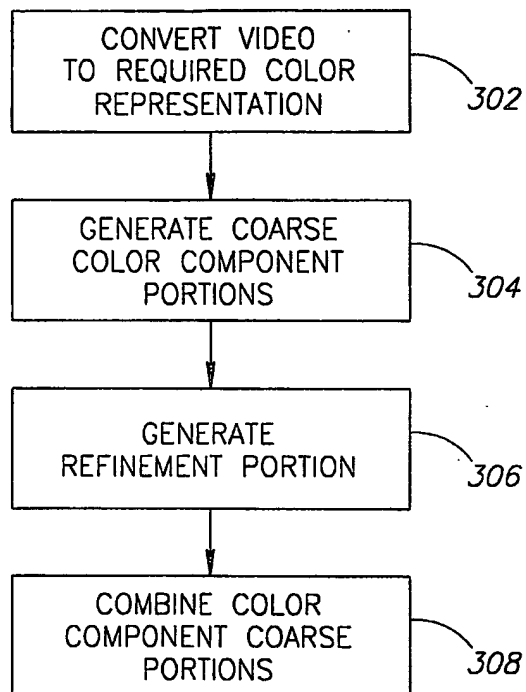 CONVERT VIDEO
TO REQUIRED COLOR
REPRESENTATION
302
GENERATE COARSE
COLOR COMPONENT
PORTIONS
304
GENERATE
REFINEMENT PORTION
306
COMBINE COLOR
COMPONENT COARSE
PORTIONS
308